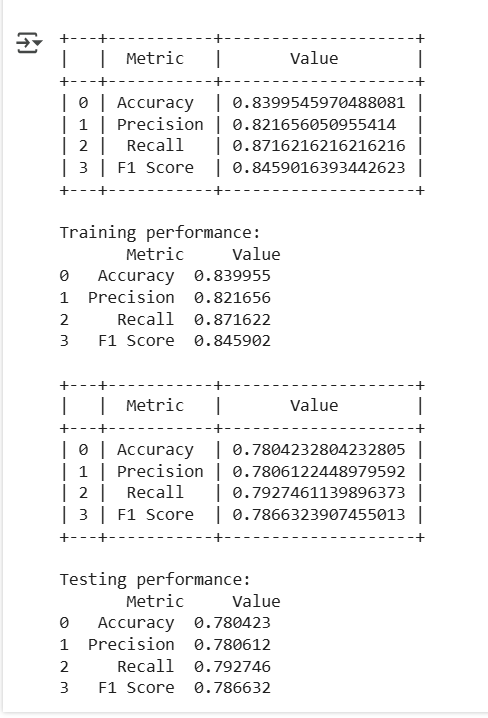 +---+-----------+--------------------+
|   |  Metric   |       Value        |
+---+-----------+--------------------+
| 0 | Accuracy  | 0.8399545970488081 |
| 1 | Precision | 0.821656050955414  |
| 2 |  Recall   | 0.8716216216216216 |
| 3 | F1 Score  | 0.8459016393442623 |
+---+-----------+--------------------+
Training performance:
      Metric     Value
0   Accuracy  0.839955
1  Precision  0.821656
2     Recall  0.871622
3   F1 Score  0.845902
+---+-----------+--------------------+
|   |  Metric   |       Value        |
+---+-----------+--------------------+
| 0 | Accuracy  | 0.7804232804232805 |
| 1 | Precision | 0.7806122448979592 |
| 2 |  Recall   | 0.7927461139896373 |
| 3 | F1 Score  | 0.7866323907455013 |
+---+-----------+--------------------+
Testing performance:
      Metric     Value
0   Accuracy  0.780423
1  Precision  0.780612
2     Recall  0.792746
3   F1 Score  0.786632